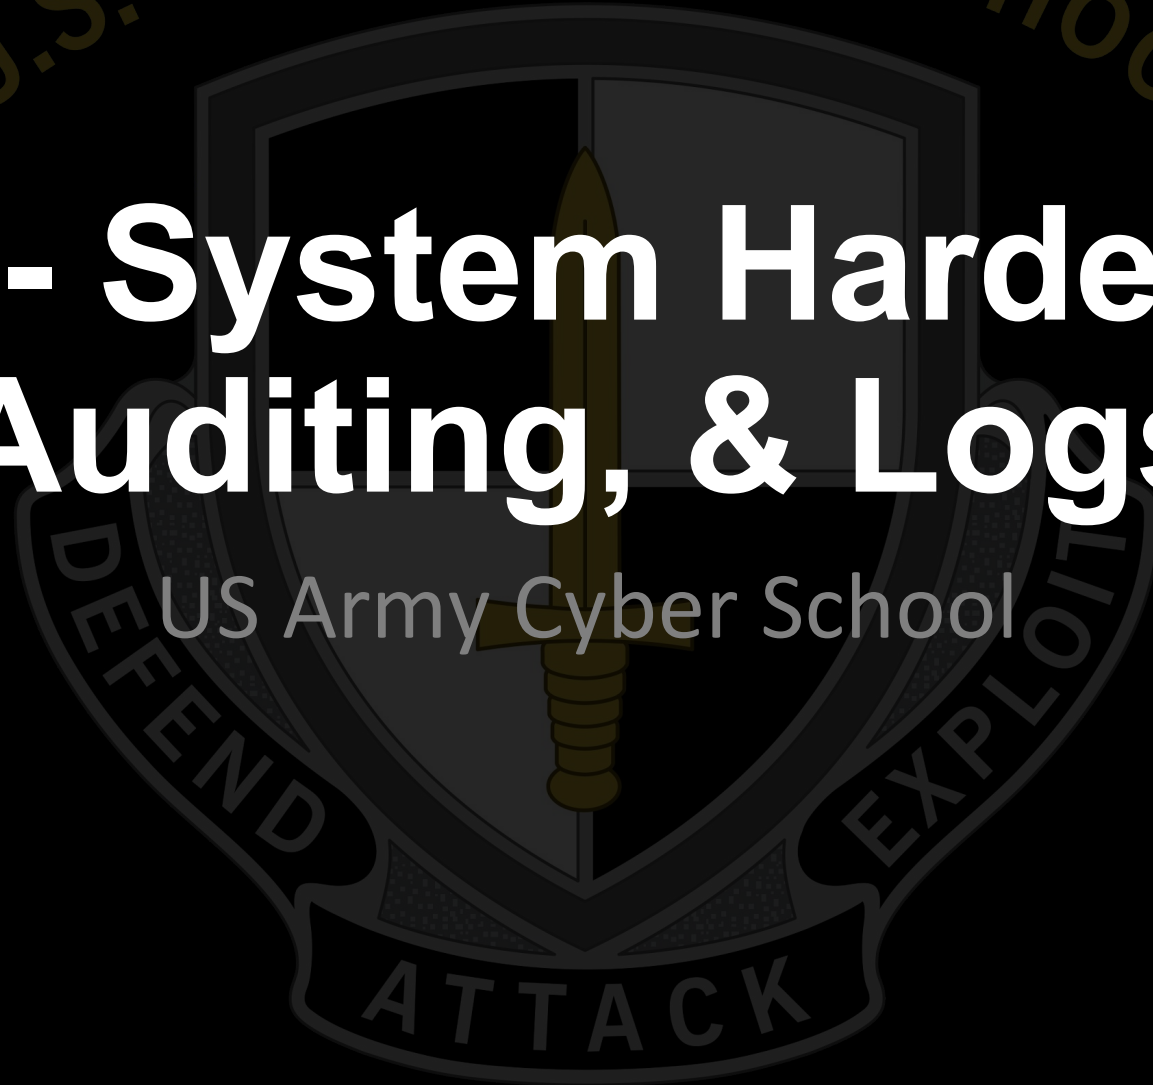 U.S.
- System Harde
Auditing, & Logs
US Army Cyber School
DEFEND
EXPLOIT
ATTACK